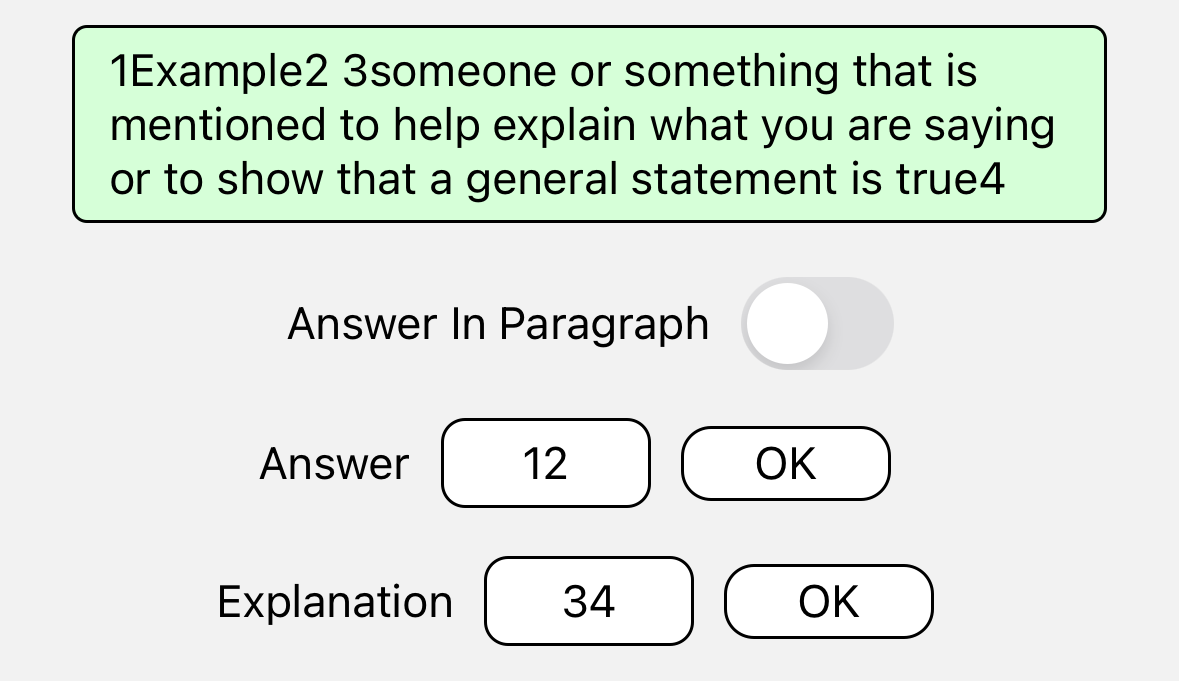 1Example2 3someone or something that is
mentioned to help explain what you are saying
or to show that a general statement is true4
Answer In Paragraph
Answer 12 OK
Explanation 34 OK